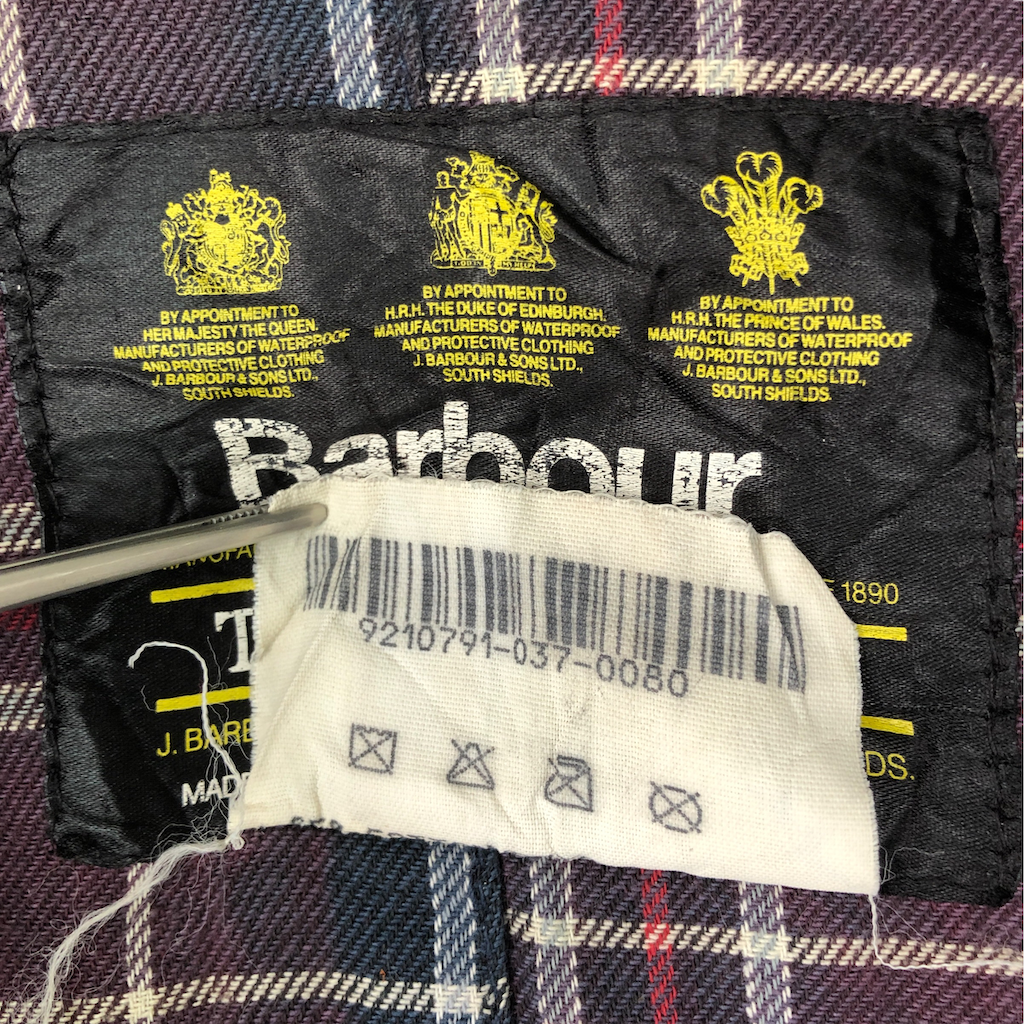 BY APPOINTMENT TO
HER MAJESTY THE QUEEN.
MANUFACTURERS OF WATERPROOF
AND PROTECTIVE CLOTHING
J. BARBOUR & SONS LTD.,
SOUTH SHIELDS.
BY APPOINTMENT TO
H.R.H. THE DUKE OF EDINBURGH.
MANUFACTURERS OF WATERPROOF
AND PROTECTIVE CLOTHING
J. BARBOUR & SONS LTD.,
SOUTH SHIELDS.
BY APPOINTMENT TO
H.R.H. THE PRINCE OF WALES.
MANUFACTURERS OF WATERPROOF
AND PROTECTIVE CLOTHING
J. BARBOUR & SONS LTD.,
SOUTH SHIELDS.
Barbour
1890
9210791-037-0080
J.